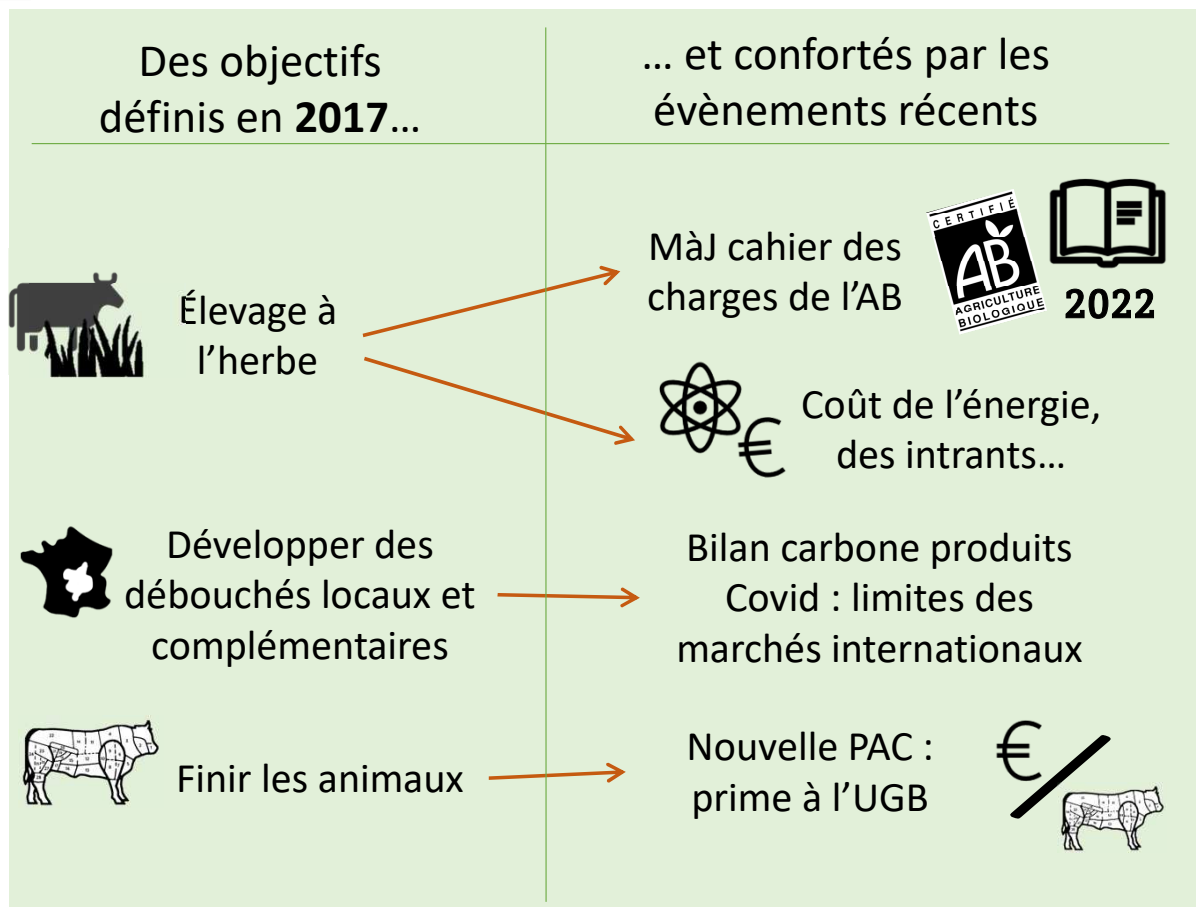 Des objectifs
définis en 2017…
… et confortés par les
évènements récents
Élevage à
l’herbe
MàJ cahier des
charges de l’AB
CERTIFIÉ
AB
AGRICULTURE
BIOLOGIQUE
2022
€
Coût de l’énergie,
des intrants…
Développer des
débouchés locaux et
complémentaires
Bilan carbone produits
Covid : limites des
marchés internationaux
Finir les animaux
Nouvelle PAC :
prime à l’UGB
€